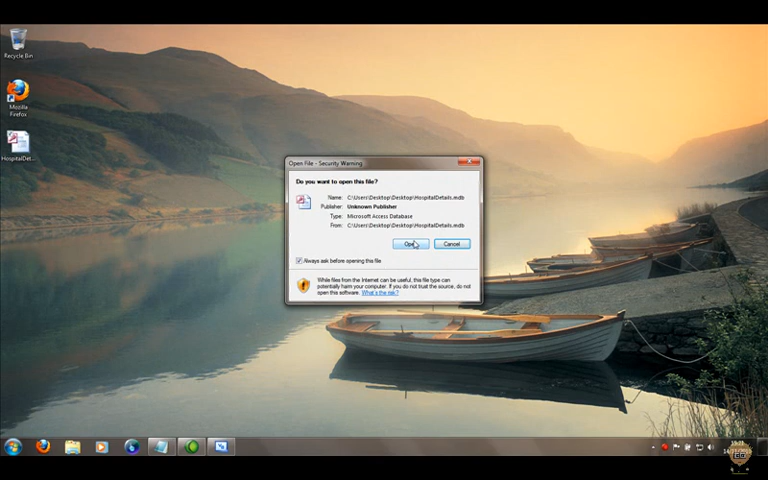 Recycle Bin
Mozilla
Firefox
HospitalDet...
Open File - Security Warning
Do you want to open this file?
Name: C:\Users\Desktop\Desktop\HospitalDetails.mdb
Publisher: Unknown Publisher
Type: Microsoft Access Database
From: C:\Users\Desktop\Desktop\HospitalDetails.mdb
Open Cancel
Always ask before opening this file
While files from the Internet can be useful, this file type can
potentially harm your computer. If you do not trust the source, do not
open this software. What's the risk?